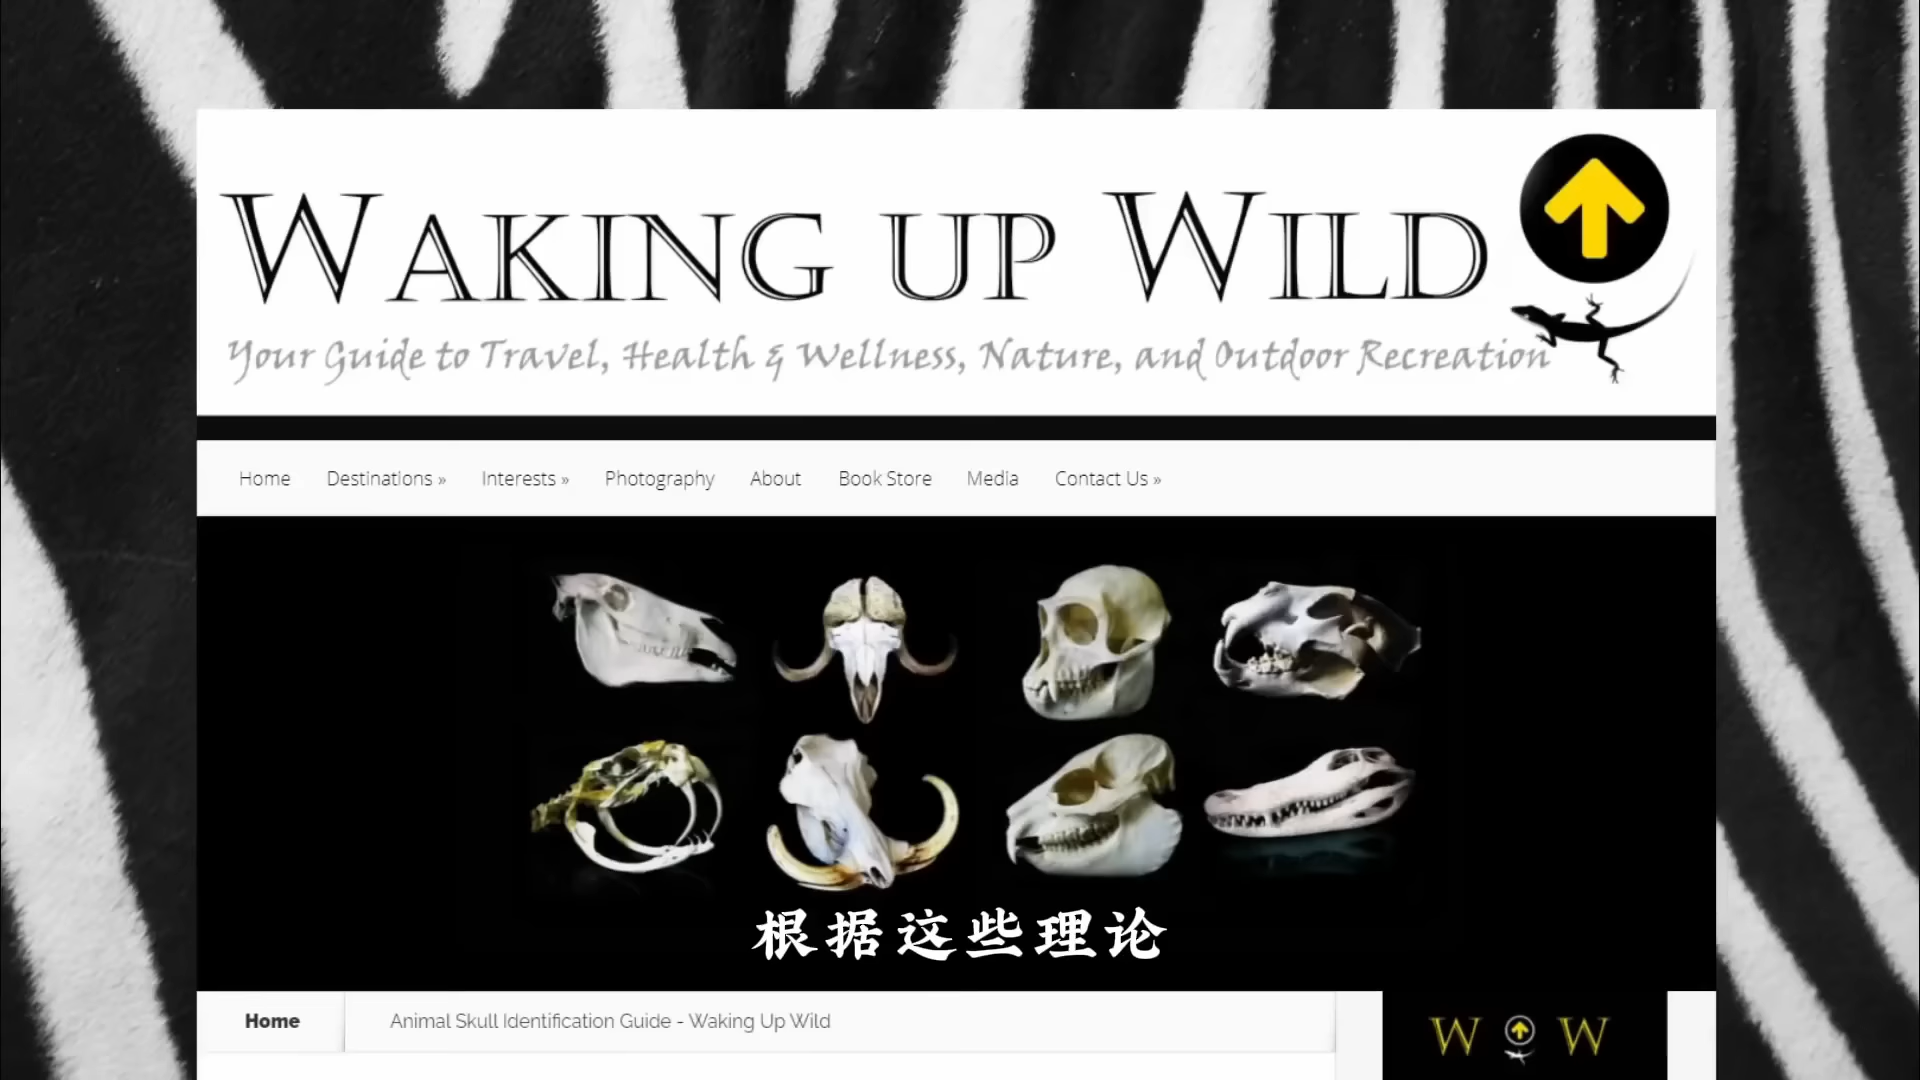 WAKING UP WILD
Your Guide to Travel, Health & Wellness, Nature, and Outdoor Recreation
Home Destinations » Interests » Photography About Book Store Media Contact Us »
根据这些理论
Home Animal Skull Identification Guide - Waking Up Wild
W W